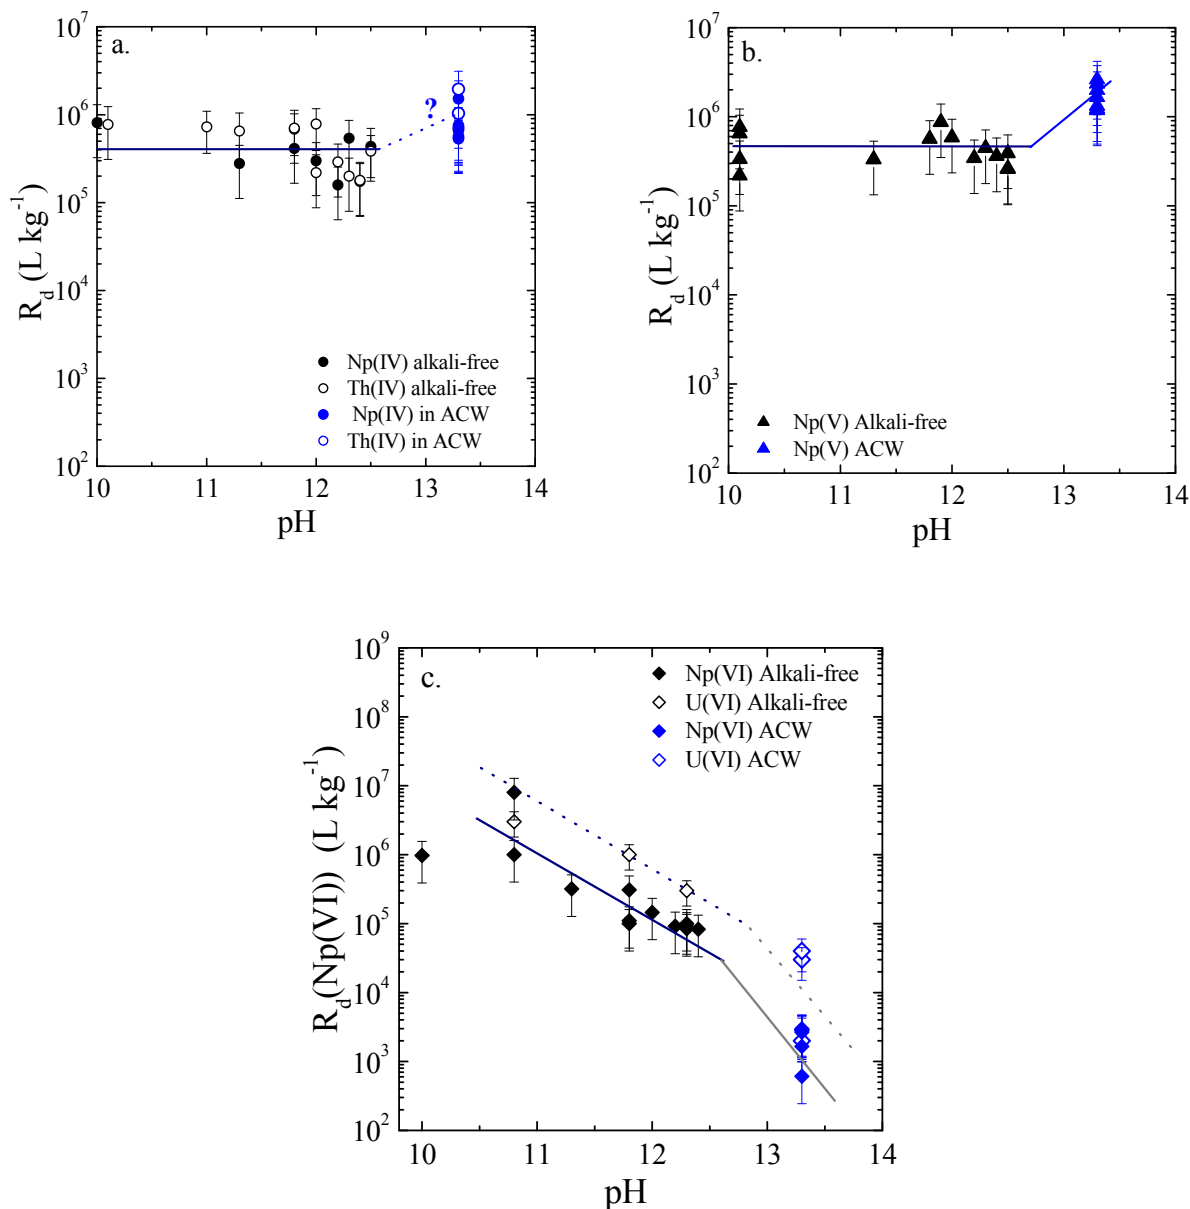 a.
R_d (L kg^-1)
10^7
10^6
10^5
10^4
10^3
10^2
?
Np(IV) alkali-free
Th(IV) alkali-free
Np(IV) in ACW
Th(IV) in ACW
10 11 12 13 14
pH
b.
R_d (L kg^-1)
10^7
10^6
10^5
10^4
10^3
10^2
Np(V) Alkali-free
Np(V) ACW
10 11 12 13 14
pH
c.
R_d(Np(VI)) (L kg^-1)
10^9
10^8
10^7
10^6
10^5
10^4
10^3
10^2
Np(VI) Alkali-free
U(VI) Alkali-free
Np(VI) ACW
U(VI) ACW
10 11 12 13 14
pH